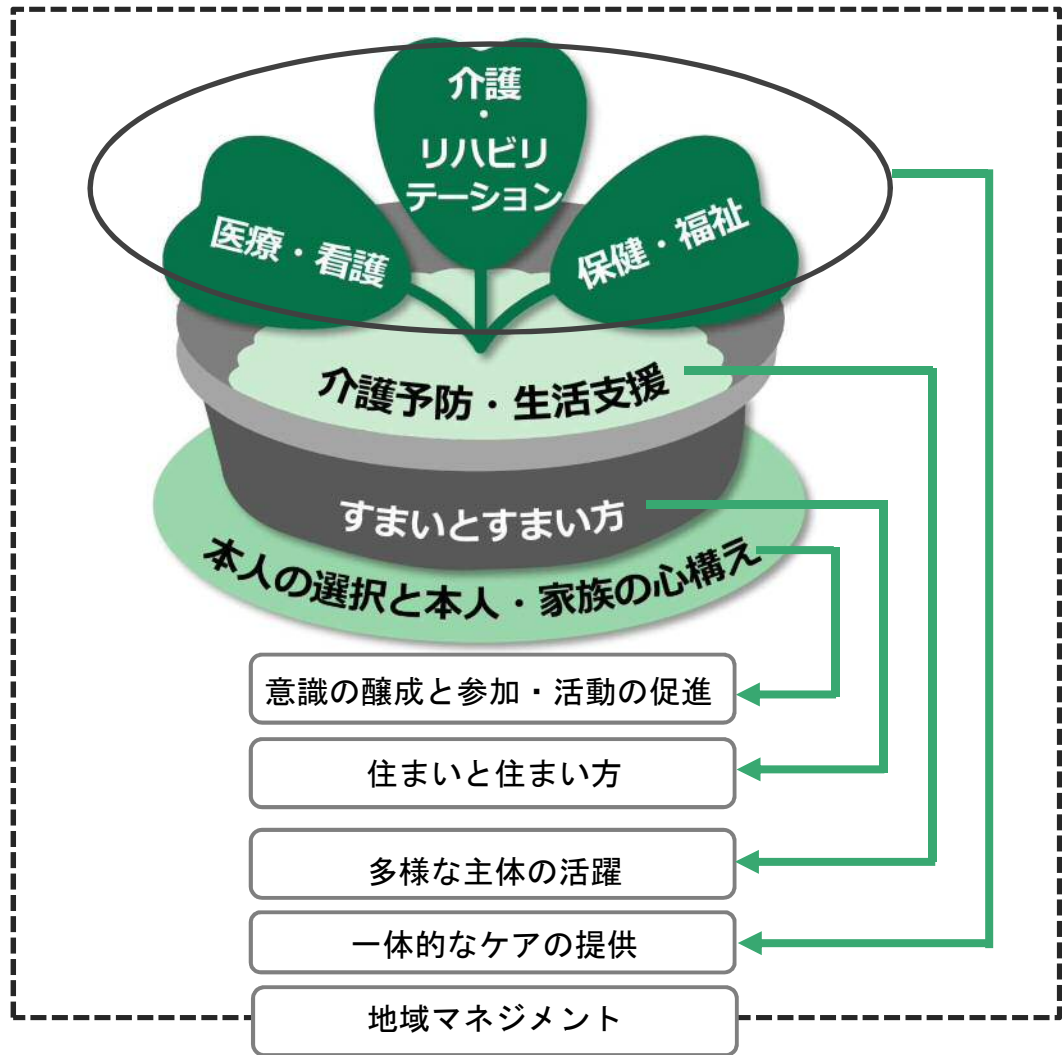 介護
・
リハビリ
テーション
医療・看護
保健・福祉
介護予防・生活支援
すまいとすまい方
本人の選択と本人・家族の心構え
意識の醸成と参加・活動の促進
住まいと住まい方
多様な主体の活躍
一体的なケアの提供
地域マネジメント